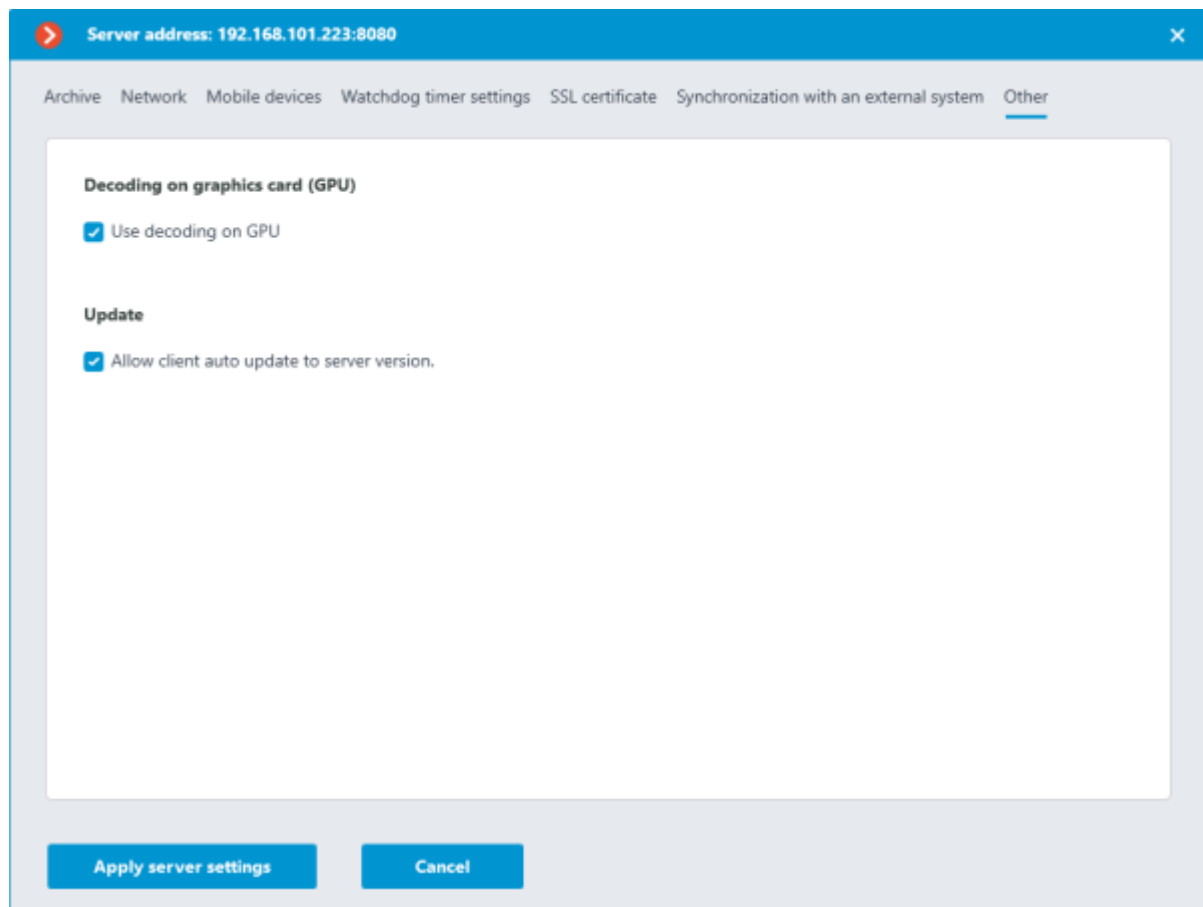 Server address: 192.168.101.223:8080
Archive Network Mobile devices Watchdog timer settings SSL certificate Synchronization with an external system Other
Decoding on graphics card (GPU)
Use decoding on GPU
Update
Allow client auto update to server version.
Apply server settings Cancel